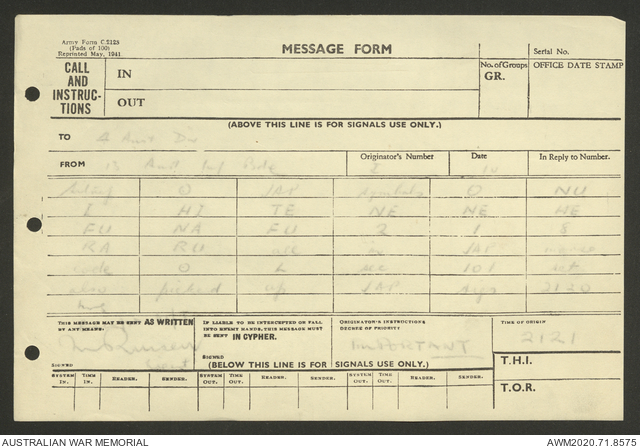 Army Form C.2128
(Pads of 100)
Reprinted May, 1941
MESSAGE FORM
Serial No.
CALL AND INSTRUC- TIONS
IN
OUT
No. of Groups
GR.
OFFICE DATE STAMP
(ABOVE THIS LINE IS FOR SIGNALS USE ONLY.)
TO
FROM 13 Aust Inf Bde
Originator's Number
Date
In Reply to Number.
O JAP O NU
I HI TE NE NE HE
FU NA FU 2 1
RA RU JAP
code O L sec 101
also picked up JAP 2120
hrs
THIS MESSAGE MAY BE SENT AS WRITTEN
BY ANY MEANS.
SIGNED
IF LIABLE TO BE INTERCEPTED OR FALL
INTO ENEMY HANDS, THIS MESSAGE MUST
BE SENT IN CYPHER.
SIGNED
ORIGINATOR'S INSTRUCTIONS
DEGREE OF PRIORITY
IMPORTANT
TIME OF ORIGIN
2121
(BELOW THIS LINE IS FOR SIGNALS USE ONLY.)
T.H.I.
SYSTEM IN. TIME IN. READER. SENDER. SYSTEM OUT. TIME OUT. READER. SENDER. SYSTEM OUT. TIME OUT. READER. SENDER.
T.O.R.
AUSTRALIAN WAR MEMORIAL
AWM2020.71.8575